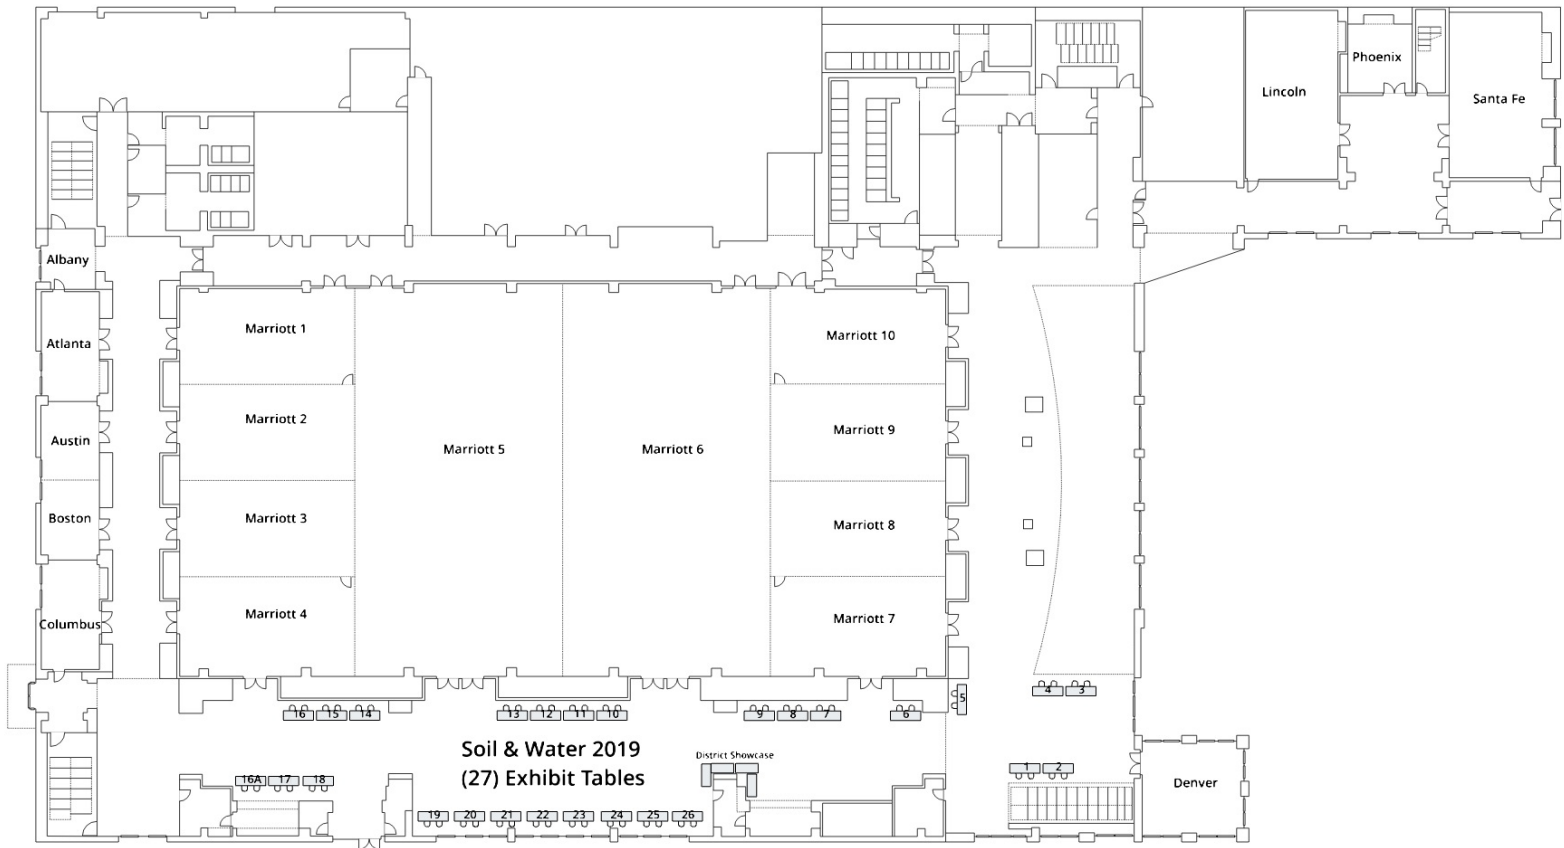 Phoenix
Lincoln
Santa Fe
Albany
Marriott 1
Marriott 10
Atlanta
Marriott 2
Marriott 9
Austin
Marriott 5
Marriott 6
Boston
Marriott 3
Marriott 8
Marriott 4
Marriott 7
Columbus
4
3
5
16
15
14
13
12
11
10
9
8
7
6
Soil & Water 2019
(27) Exhibit Tables
District Showcase
1
2
16A
17
18
Denver
19
20
21
22
23
24
25
26